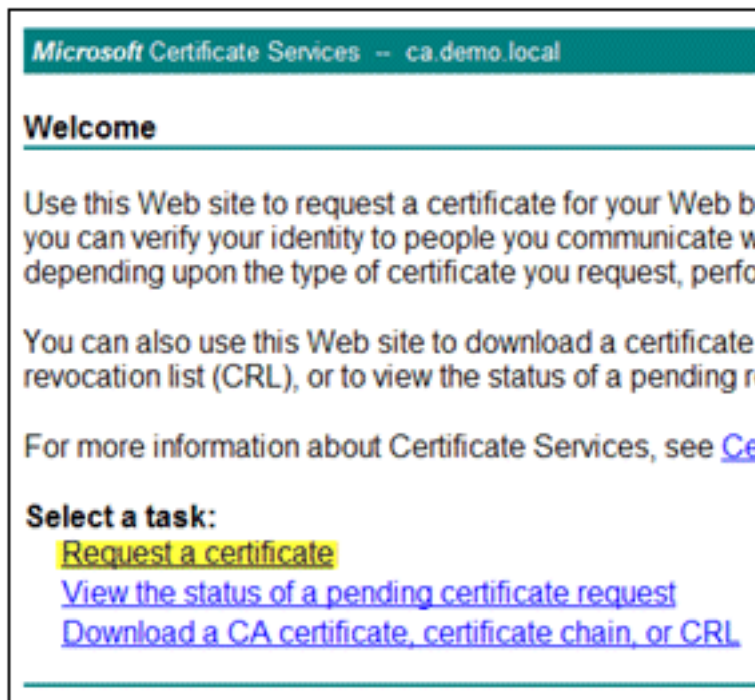 Microsoft Certificate Services -- ca.demo.local
Welcome
Use this Web site to request a certificate for your Web b
you can verify your identity to people you communicate w
depending upon the type of certificate you request, perfo
You can also use this Web site to download a certificate
revocation list (CRL), or to view the status of a pending r
For more information about Certificate Services, see Ce
Select a task:
Request a certificate
View the status of a pending certificate request
Download a CA certificate, certificate chain, or CRL